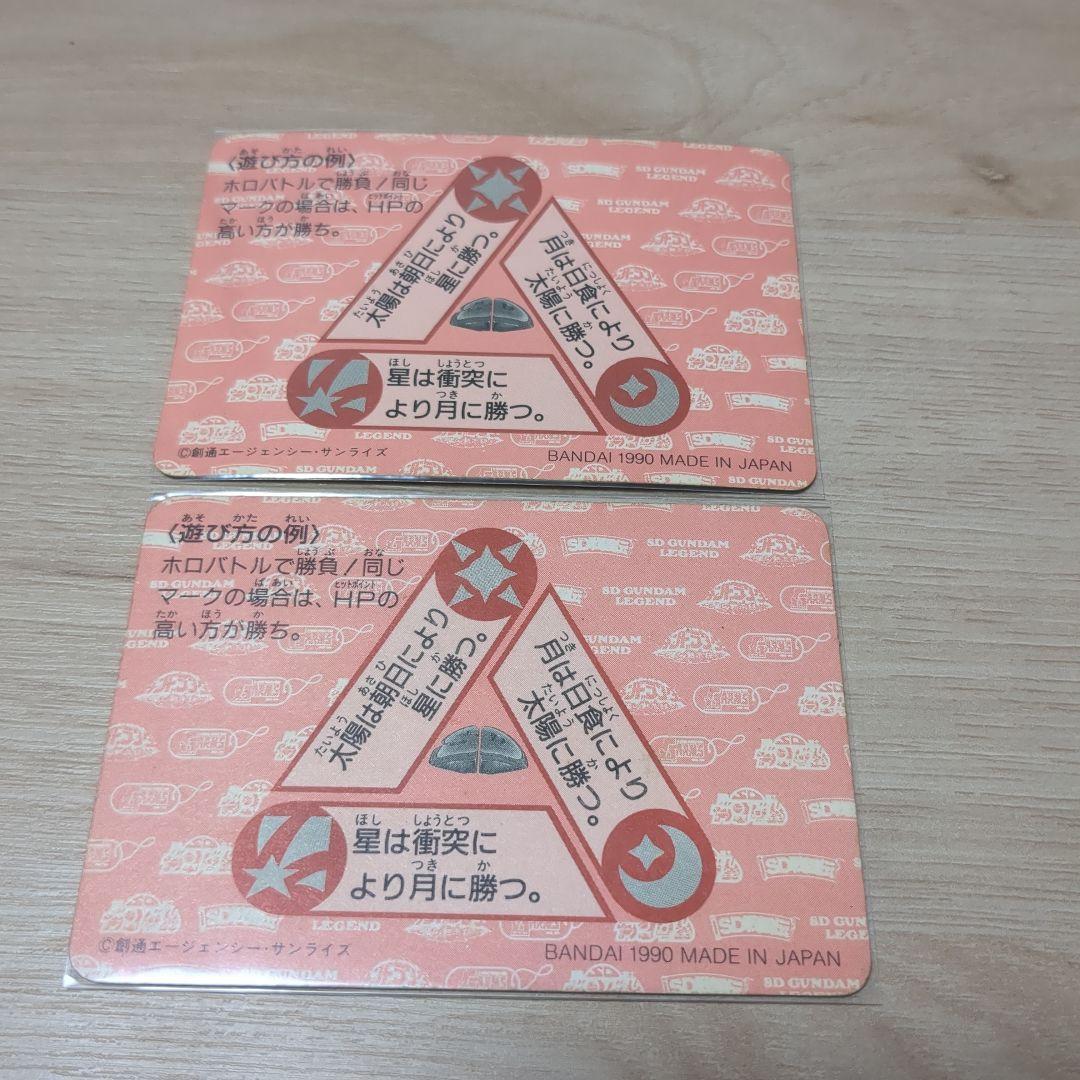 〈遊び方の例〉
ホロバトルで勝負!同じ
マークの場合は、HPの
高い方が勝ち。
太陽は朝日により
星に勝つ。
月は日食により
太陽に勝つ。
星は衝突に
より月に勝つ。
©創通エージェンシー・サンライズ
BANDAI 1990 MADE IN JAPAN
SD GUNDAM
LEGEND
〈遊び方の例〉
ホロバトルで勝負!同じ
マークの場合は、HPの
高い方が勝ち。
太陽は朝日により
星に勝つ。
月は日食により
太陽に勝つ。
星は衝突に
より月に勝つ。
©創通エージェンシー・サンライズ
BANDAI 1990 MADE IN JAPAN
SD GUNDAM
LEGEND